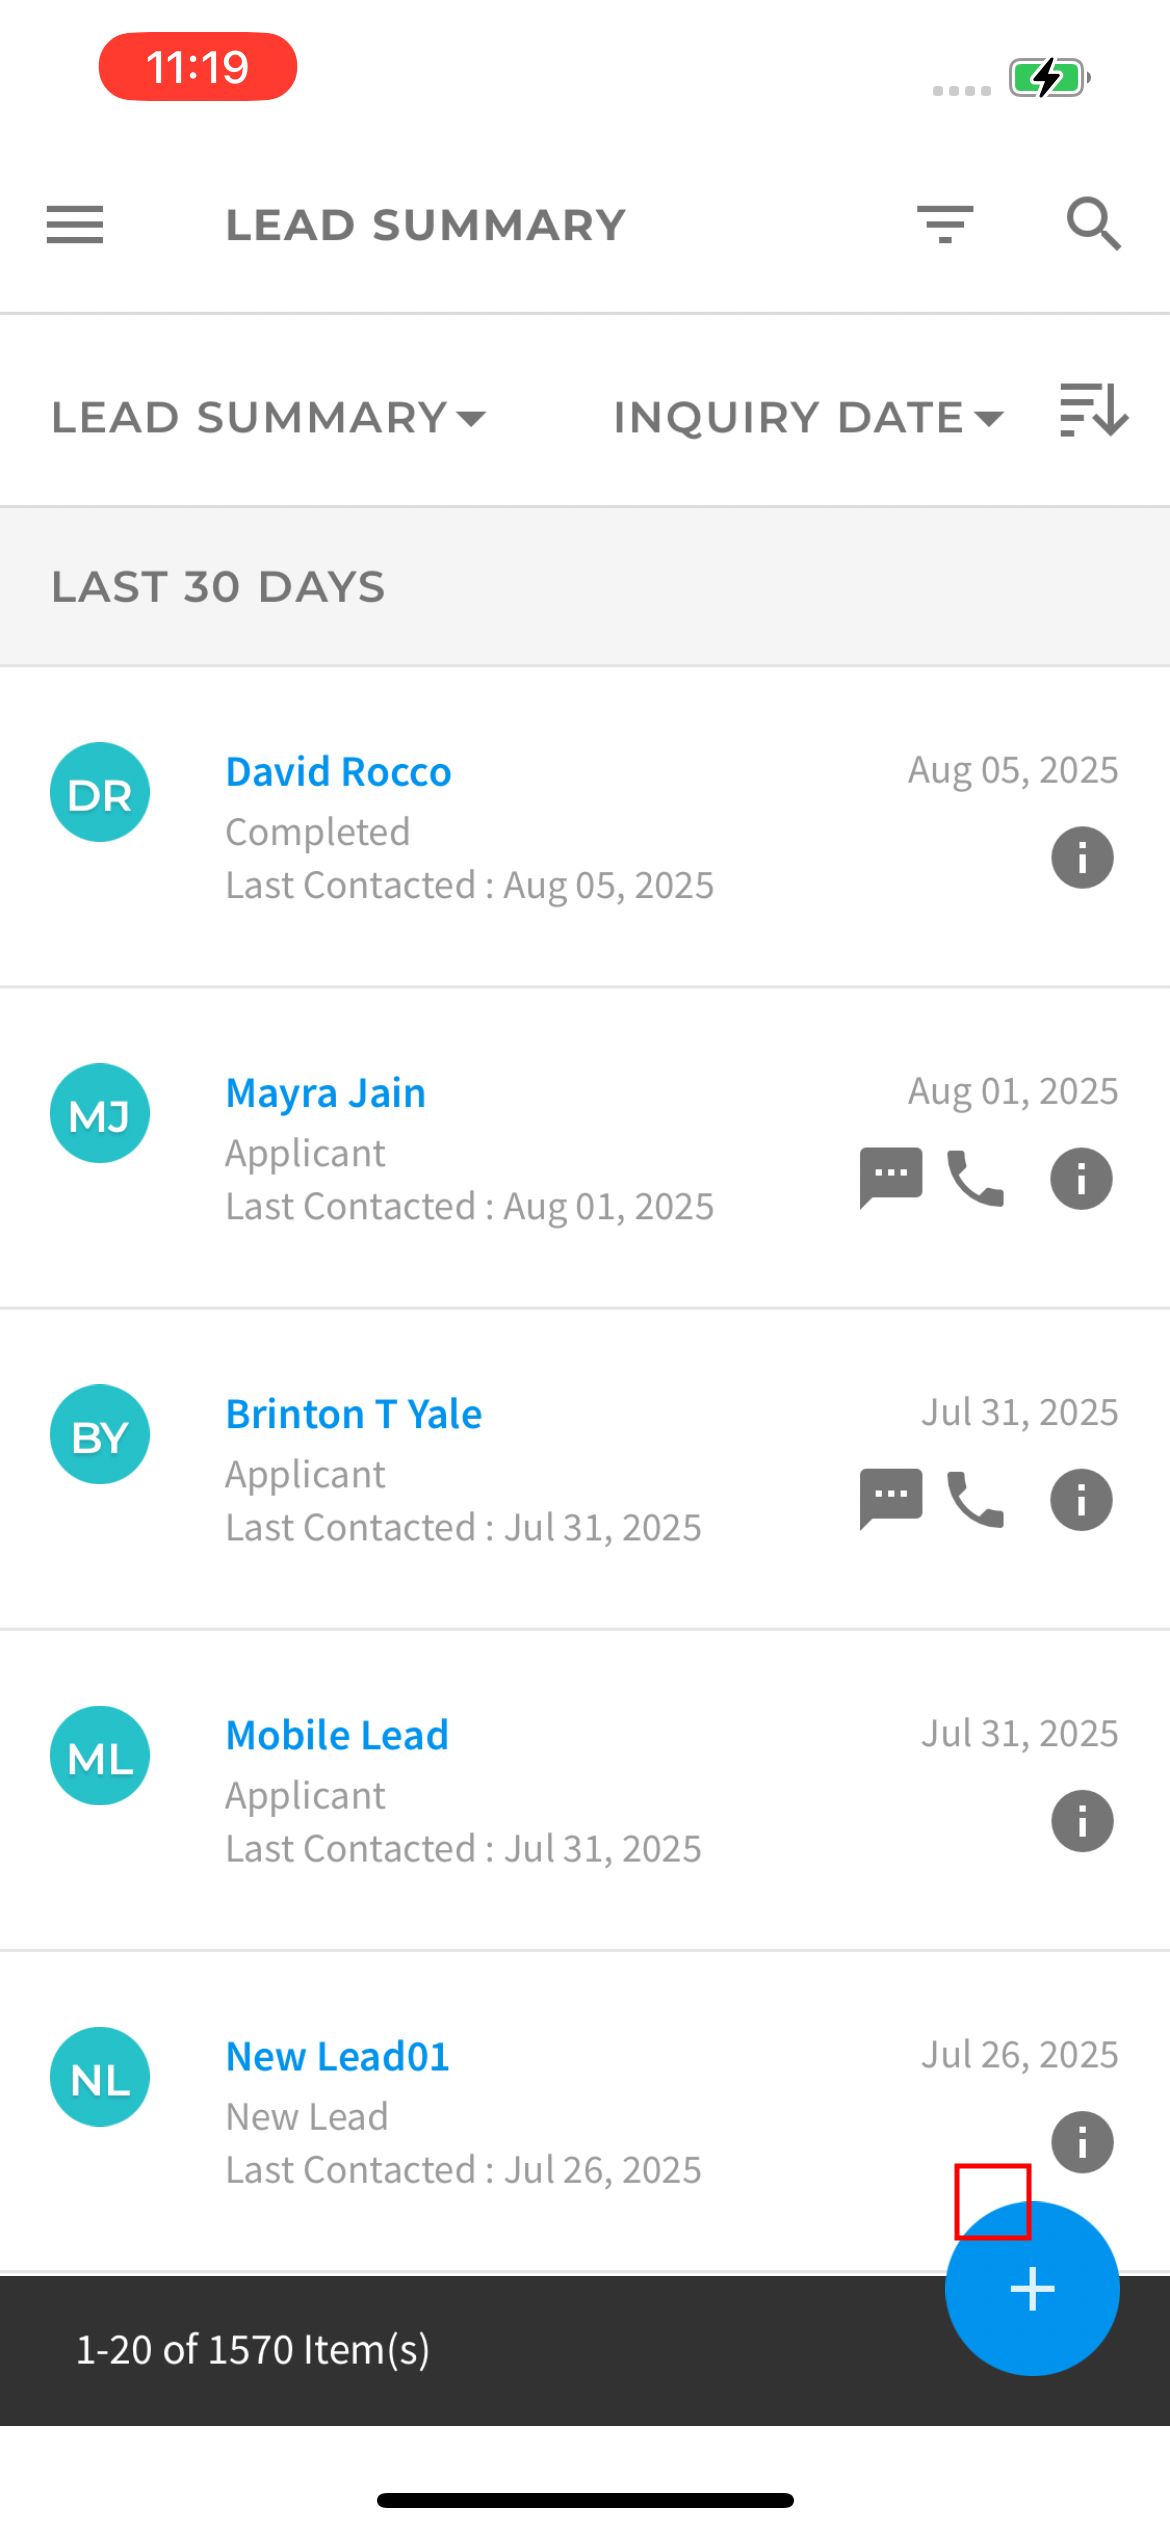 11:19
LEAD SUMMARY
LEAD SUMMARY INQUIRY DATE
LAST 30 DAYS
DR David Rocco Aug 05, 2025
Completed
Last Contacted : Aug 05, 2025
MJ Mayra Jain Aug 01, 2025
Applicant
Last Contacted : Aug 01, 2025
BY Brinton T Yale Jul 31, 2025
Applicant
Last Contacted : Jul 31, 2025
ML Mobile Lead Jul 31, 2025
Applicant
Last Contacted : Jul 31, 2025
NL New Lead01 Jul 26, 2025
New Lead
Last Contacted : Jul 26, 2025
1-20 of 1570 Item(s)